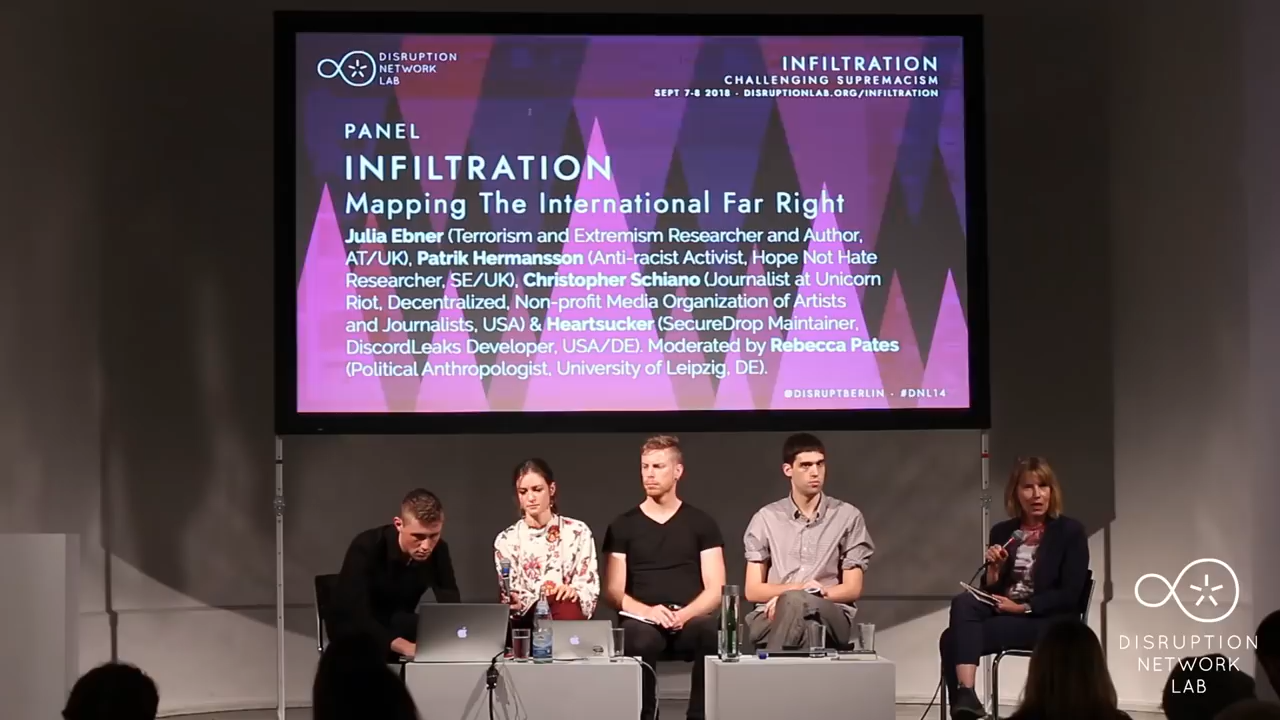 DISRUPTION
NETWORK
LAB
INFILTRATION
CHALLENGING SUPREMACISM
SEPT 7-8 2018 · DISRUPTIONLAB.ORG/INFILTRATION
PANEL
INFILTRATION
Mapping The International Far Right
Julia Ebner (Terrorism and Extremism Researcher and Author,
AT/UK), Patrik Hermansson (Anti-racist Activist, Hope Not Hate
Researcher, SE/UK), Christopher Schiano (Journalist at Unicorn
Riot, Decentralized, Non-profit Media Organization of Artists
and Journalists, USA) & Heartsucker (SecureDrop Maintainer,
DiscordLeaks Developer, USA/DE). Moderated by Rebecca Pates
(Political Anthropologist, University of Leipzig, DE).
@DISRUPTBERLIN · #DNL14
DISRUPTION
NETWORK
LAB